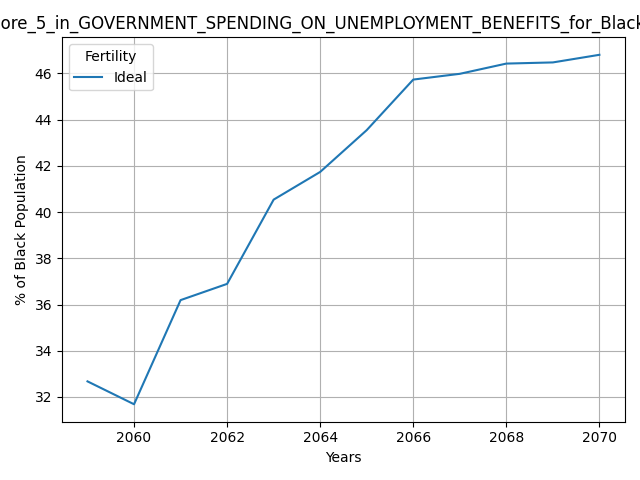 ore_5_in_GOVERNMENT_SPENDING_ON_UNEMPLOYMENT_BENEFITS_for_Black
Fertility
Ideal
46
44
42
40
38
36
34
32
% of Black Population
2060 2062 2064 2066 2068 2070
Years